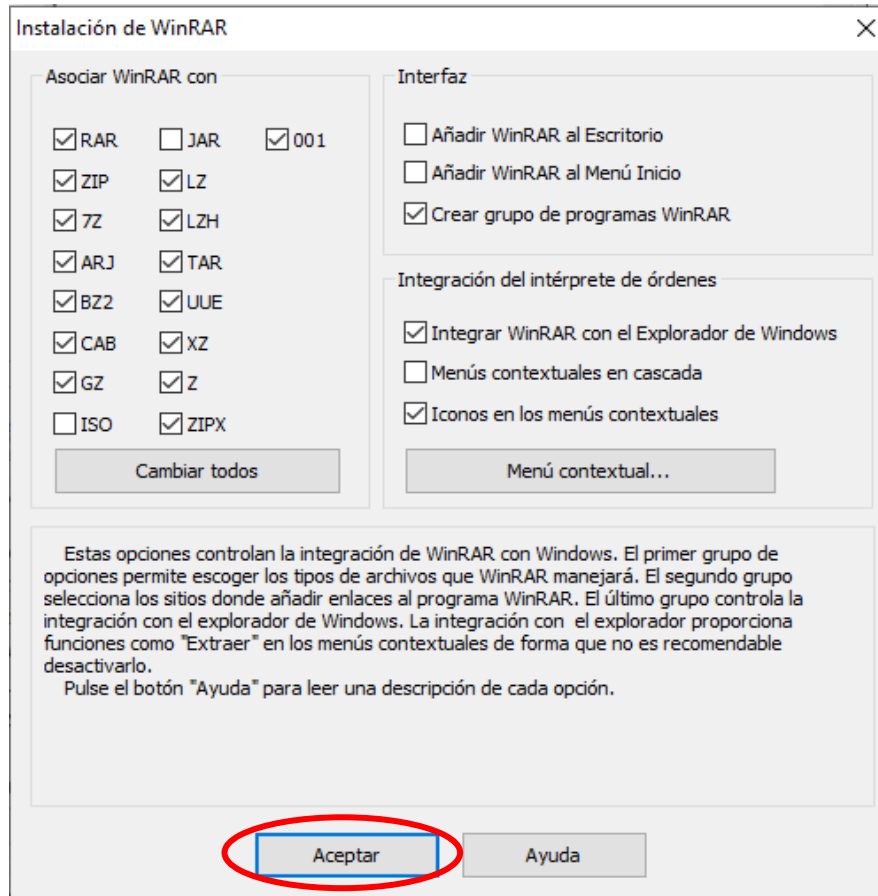 Instalación de WinRAR
Asociar WinRAR con
RAR JAR 001
ZIP LZ
7Z LZH
ARJ TAR
BZ2 UUE
CAB XZ
GZ Z
ISO ZIPX
Cambiar todos
Interfaz
Añadir WinRAR al Escritorio
Añadir WinRAR al Menú Inicio
Crear grupo de programas WinRAR
Integración del intérprete de órdenes
Integrar WinRAR con el Explorador de Windows
Menús contextuales en cascada
Iconos en los menús contextuales
Menú contextual...
Estas opciones controlan la integración de WinRAR con Windows. El primer grupo de
opciones permite escoger los tipos de archivos que WinRAR manejará. El segundo grupo
selecciona los sitios donde añadir enlaces al programa WinRAR. El último grupo controla la
integración con el explorador de Windows. La integración con el explorador proporciona
funciones como "Extraer" en los menús contextuales de forma que no es recomendable
desactivarlo.
Pulse el botón "Ayuda" para leer una descripción de cada opción.
Aceptar Ayuda